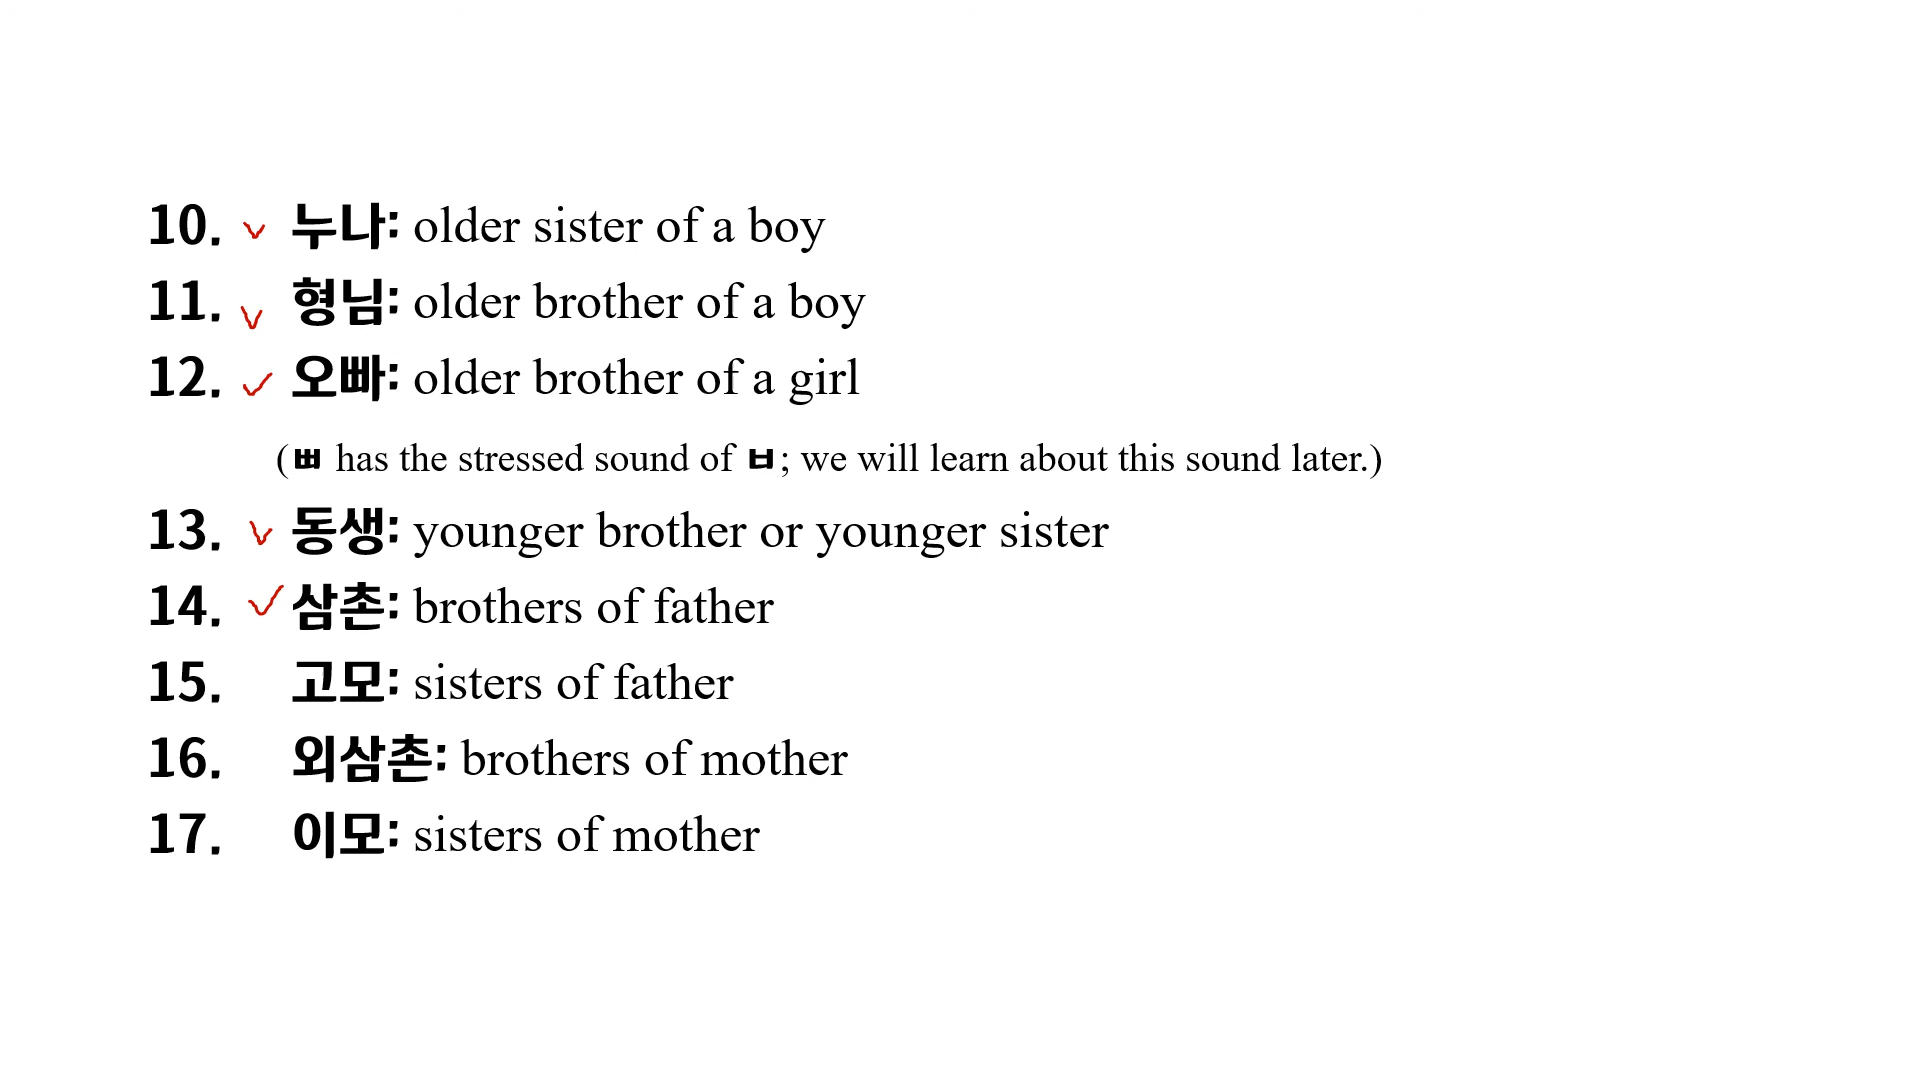 10. 누나: older sister of a boy
11. 형님: older brother of a boy
12. 오빠: older brother of a girl
(ㅃ has the stressed sound of ㅂ; we will learn about this sound later.)
13. 동생: younger brother or younger sister
14. 삼촌: brothers of father
15. 고모: sisters of father
16. 외삼촌: brothers of mother
17. 이모: sisters of mother